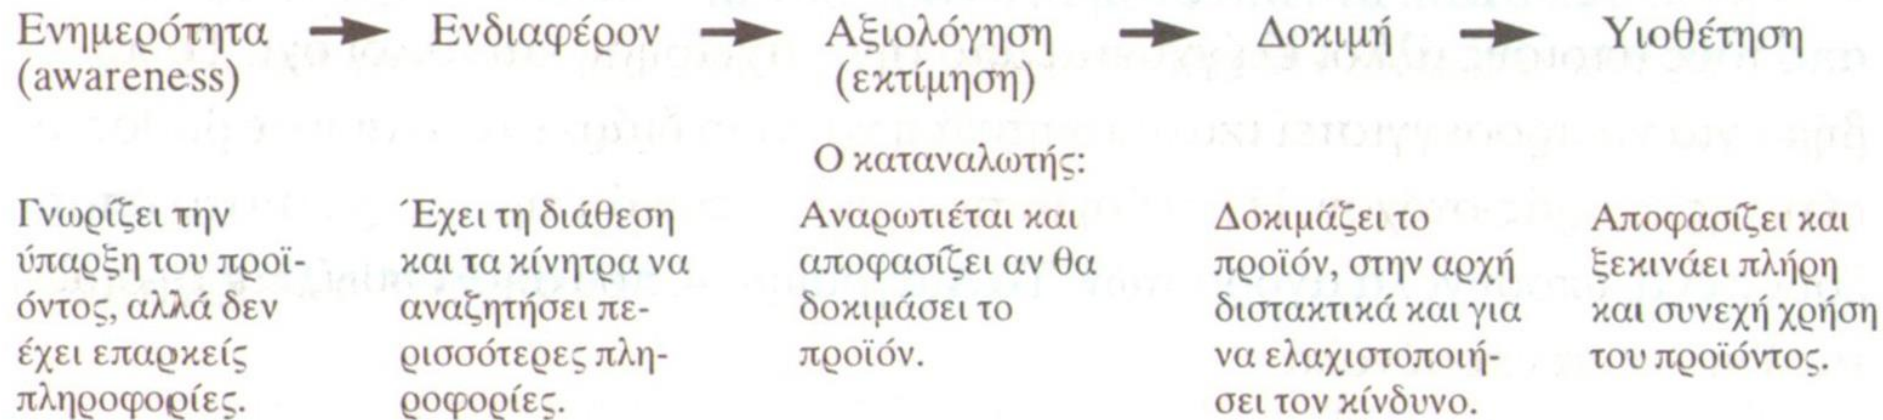 Ενημερότητα → Ενδιαφέρον → Αξιολόγηση → Δοκιμή → Υιοθέτηση
(awareness) (εκτίμηση)
Ο καταναλωτής:
Γνωρίζει την
ύπαρξη του προϊ-
όντος, αλλά δεν
έχει επαρκείς
πληροφορίες.
Έχει τη διάθεση
και τα κίνητρα να
αναζητήσει πε-
ρισσότερες πλη-
ροφορίες.
Αναρωτιέται και
αποφασίζει αν θα
δοκιμάσει το
προϊόν.
Δοκιμάζει το
προϊόν, στην αρχή
διστακτικά και για
να ελαχιστοποιή-
σει τον κίνδυνο.
Αποφασίζει και
ξεκινάει πλήρη
και συνεχή χρήση
του προϊόντος.